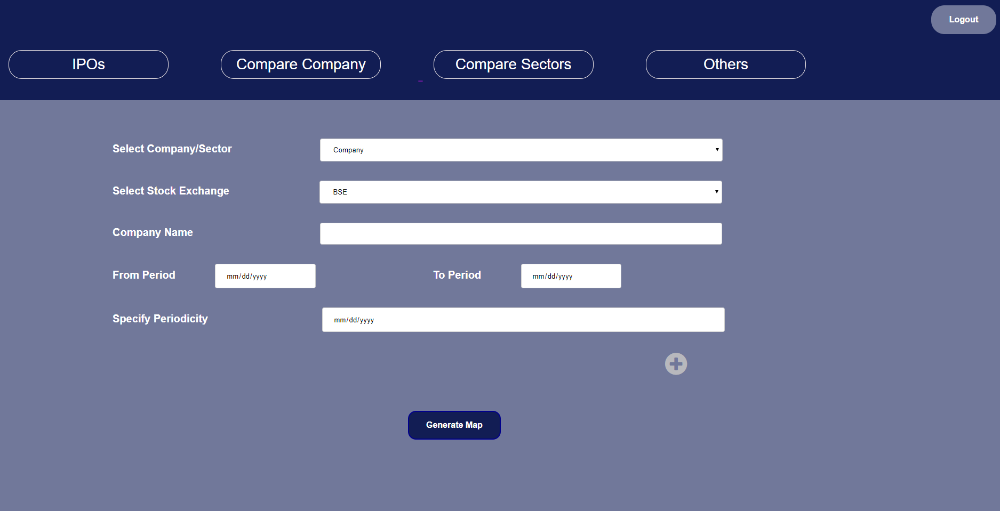 Logout
IPOs
Compare Company
Compare Sectors
Others
Select Company/Sector
Company
Select Stock Exchange
BSE
Company Name
From Period
mm/dd/yyyy
To Period
mm/dd/yyyy
Specify Periodicity
mm/dd/yyyy
Generate Map